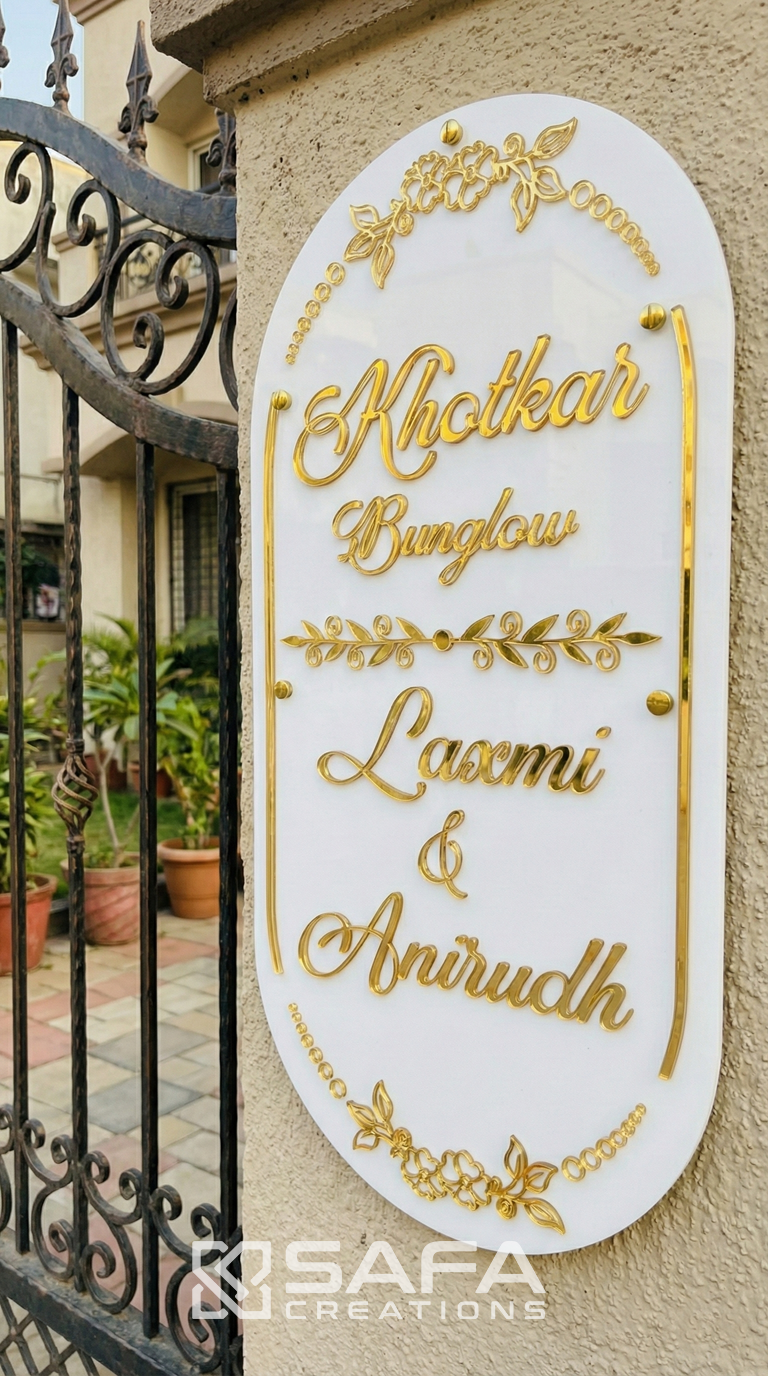 Khotkar
Bunglow
Laxmi
&
Anirudh
SAFA
CREATIONS